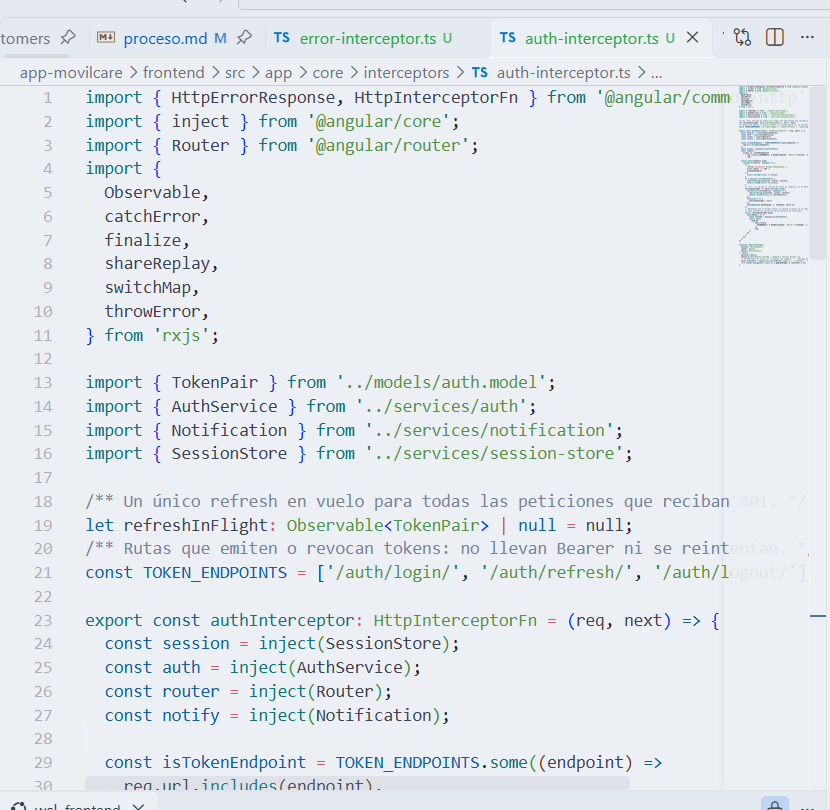 tomers proceso.md M TS error-interceptor.ts U TS auth-interceptor.ts U
app-movilcare > frontend > src > app > core > interceptors > TS auth-interceptor.ts > ...
1 import { HttpErrorResponse, HttpInterceptorFn } from '@angular/comm
2 import { inject } from '@angular/core';
3 import { Router } from '@angular/router';
4 import {
5 Observable,
6 catchError,
7 finalize,
8 shareReplay,
9 switchMap,
10 throwError,
11 } from 'rxjs';
12
13 import { TokenPair } from '../models/auth.model';
14 import { AuthService } from '../services/auth';
15 import { Notification } from '../services/notification';
16 import { SessionStore } from '../services/session-store';
17
18 /** Un único refresh en vuelo para todas las peticiones que reciban 401. */
19 let refreshInFlight: Observable<TokenPair> | null = null;
20 /** Rutas que emiten o revocan tokens: no llevan Bearer ni se reintentan. *
21 const TOKEN_ENDPOINTS = ['/auth/login/', '/auth/refresh/', '/auth/logout/']
22
23 export const authInterceptor: HttpInterceptorFn = (req, next) => {
24 const session = inject(SessionStore);
25 const auth = inject(AuthService);
26 const router = inject(Router);
27 const notify = inject(Notification);
28
29 const isTokenEndpoint = TOKEN_ENDPOINTS.some((endpoint) =>
30 req.url.includes(endpoint),
wsl frontend